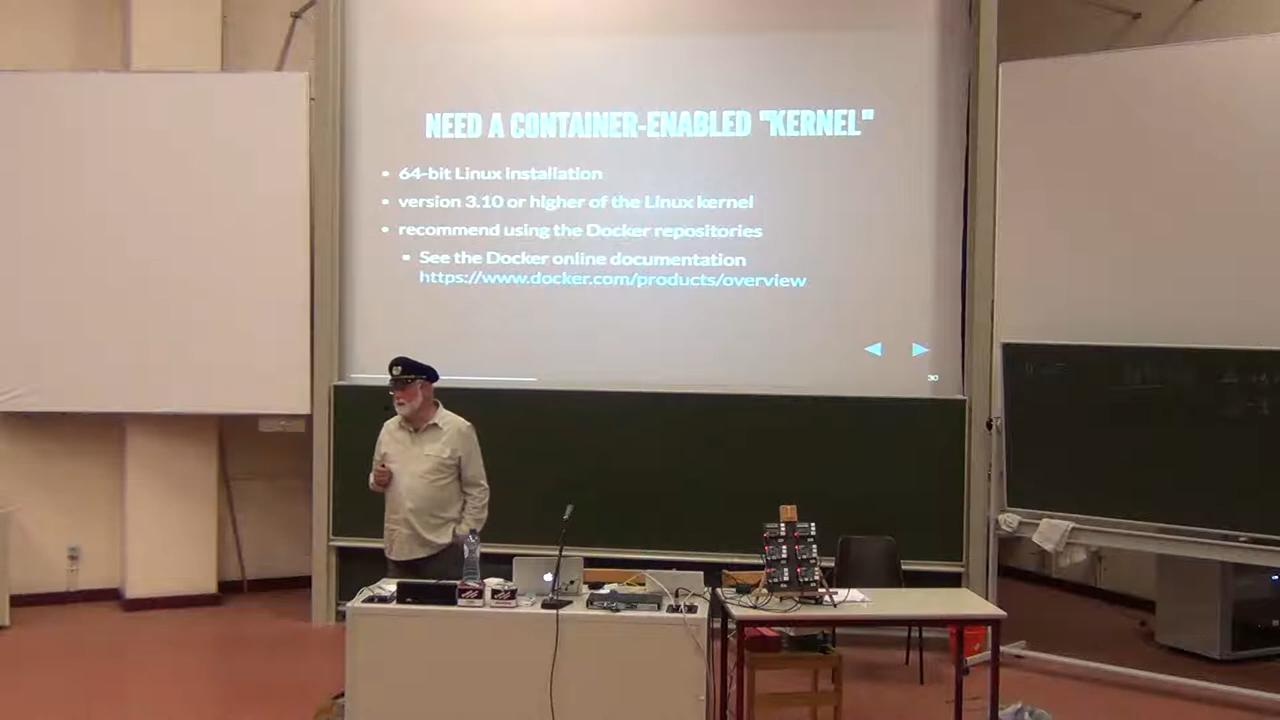 NEED A CONTAINER-ENABLED "KERNEL"
64-bit Linux installation
version 3.10 or higher of the Linux kernel
recommend using the Docker repositories
See the Docker online documentation
https://www.docker.com/products/overview
30